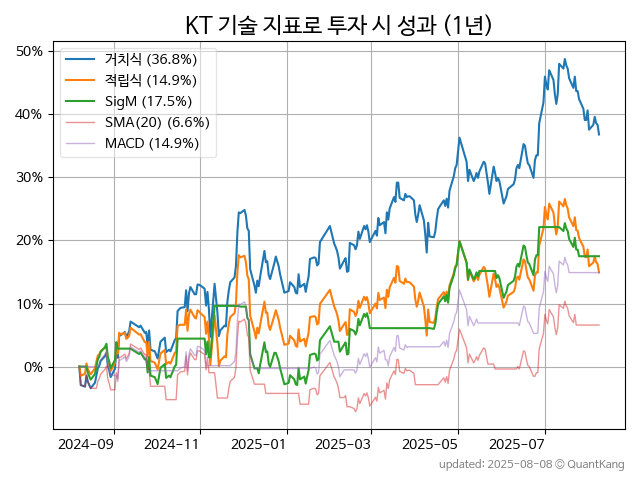 KT 기술 지표로 투자 시 성과 (1년)
50%
40%
30%
20%
10%
0%
거치식 (36.8%)
적립식 (14.9%)
SigM (17.5%)
SMA(20) (6.6%)
MACD (14.9%)
2024-09 2024-11 2025-01 2025-03 2025-05 2025-07
updated: 2025-08-08 © QuantKang